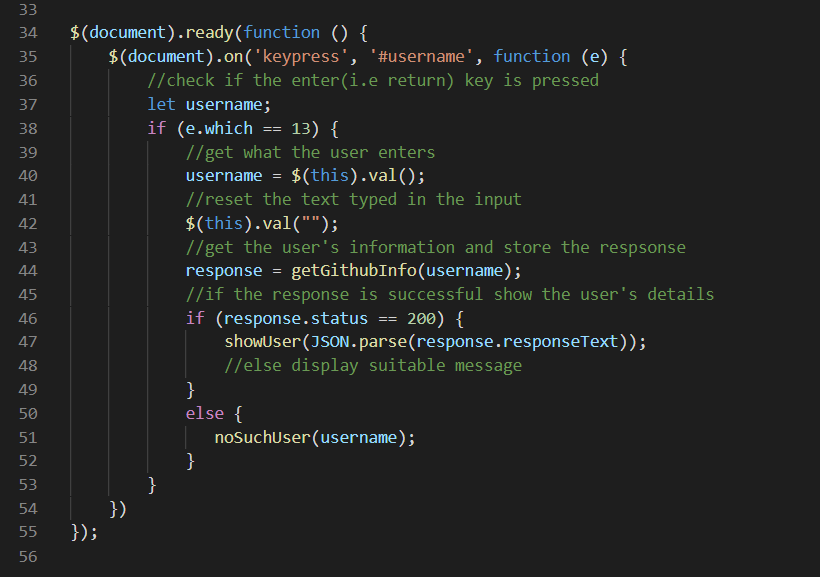 33
34 $(document).ready(function () {
35     $(document).on('keypress', '#username', function (e) {
36         //check if the enter(i.e return) key is pressed
37         let username;
38         if (e.which == 13) {
39             //get what the user enters
40             username = $(this).val();
41             //reset the text typed in the input
42             $(this).val("");
43             //get the user's information and store the respsonse
44             response = getGithubInfo(username);
45             //if the response is successful show the user's details
46             if (response.status == 200) {
47                 showUser(JSON.parse(response.responseText));
48                 //else display suitable message
49             }
50             else {
51                noSuchUser(username);
52             }
53         }
54     })
55 });
56